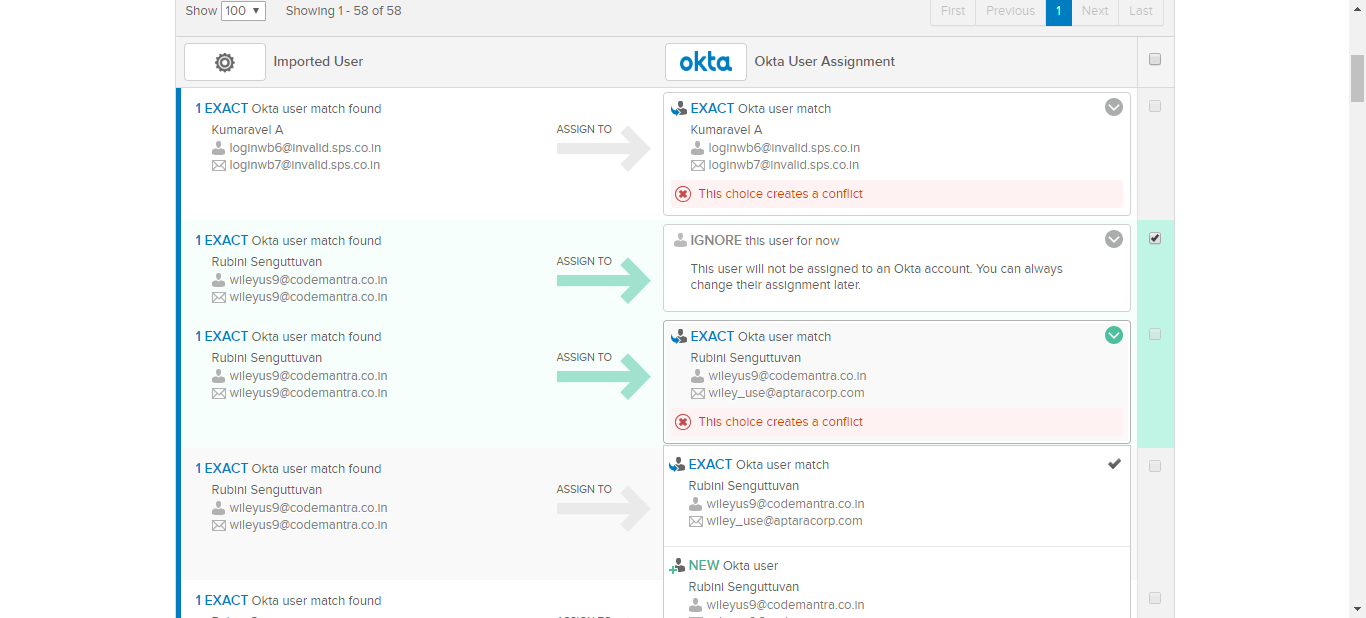 Show 100 Showing 1 - 58 of 58 First Previous 1 Next Last
Imported User okta Okta User Assignment
1 EXACT Okta user match found
Kumaravel A
loginwb6@invalid.sps.co.in
loginwb7@invalid.sps.co.in
ASSIGN TO
EXACT Okta user match
Kumaravel A
loginwb6@invalid.sps.co.in
loginwb7@invalid.sps.co.in
This choice creates a conflict
1 EXACT Okta user match found
Rubini Senguttuvan
wileyus9@codemantra.co.in
wileyus9@codemantra.co.in
ASSIGN TO
IGNORE this user for now
This user will not be assigned to an Okta account. You can always
change their assignment later.
1 EXACT Okta user match found
Rubini Senguttuvan
wileyus9@codemantra.co.in
wileyus9@codemantra.co.in
ASSIGN TO
EXACT Okta user match
Rubini Senguttuvan
wileyus9@codemantra.co.in
wiley_use@aptaracorp.com
This choice creates a conflict
1 EXACT Okta user match found
Rubini Senguttuvan
wileyus9@codemantra.co.in
wileyus9@codemantra.co.in
ASSIGN TO
EXACT Okta user match
Rubini Senguttuvan
wileyus9@codemantra.co.in
wiley_use@aptaracorp.com
NEW Okta user
Rubini Senguttuvan
wileyus9@codemantra.co.in
1 EXACT Okta user match found